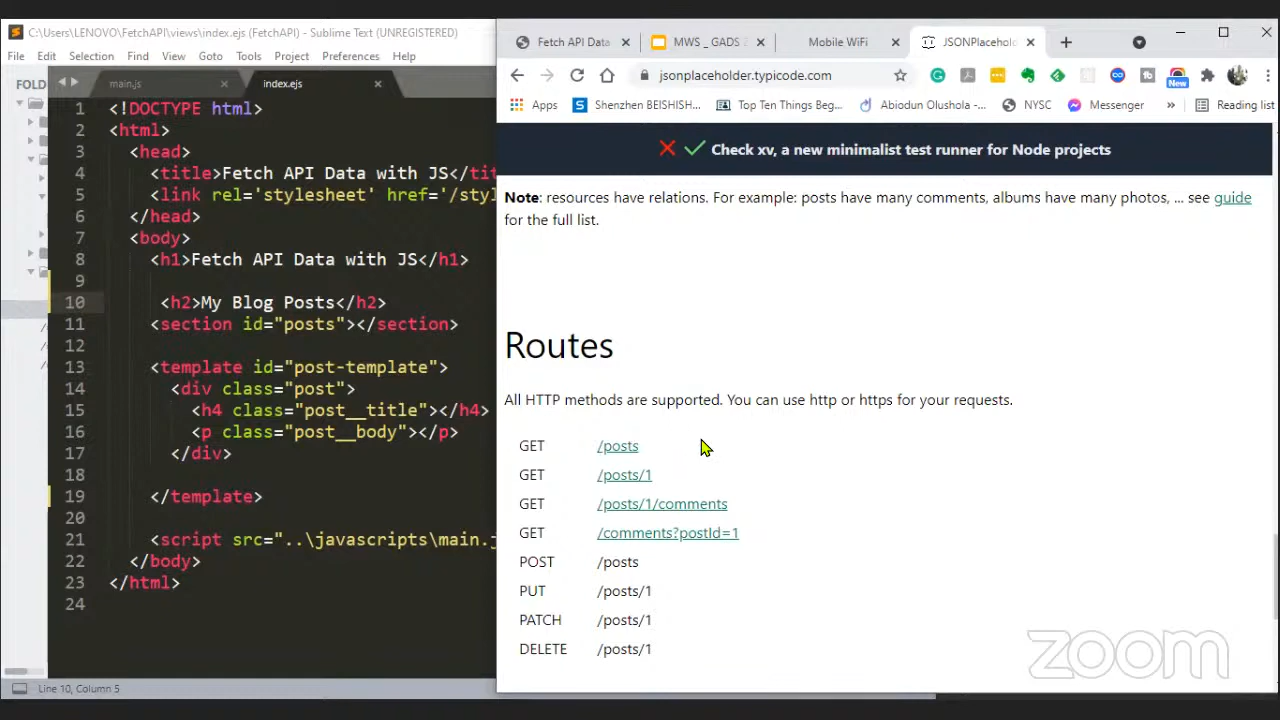 C:\Users\LENOVO\FetchAPI\views\index.ejs (FetchAPI) - Sublime Text (UNREGISTERED)
File Edit Selection Find View Goto Tools Project Preferences Help
FOLD
main.js
index.ejs
1 <!DOCTYPE html>
2 <html>
3 <head>
4 <title>Fetch API Data with JS</tit
5 <link rel='stylesheet' href='/sty
6 </head>
7 <body>
8 <h1>Fetch API Data with JS</h1>
9
10 <h2>My Blog Posts</h2>
11 <section id="posts"></section>
12
13 <template id="post-template">
14 <div class="post">
15 <h4 class="post__title"></h4>
16 <p class="post__body"></p>
17 </div>
18
19 </template>
20
21 <script src="..\javascripts\main.j
22 </body>
23 </html>
24
Line 10, Column 5
Fetch API Data
MWS _ GADS 2
Mobile WiFi
JSONPlacehol
jsonplaceholder.typicode.com
New
Apps
Shenzhen BEISHISH...
Top Ten Things Beg...
Abiodun Olushola -...
NYSC
Messenger
»
Reading list
Check xv, a new minimalist test runner for Node projects
Note: resources have relations. For example: posts have many comments, albums have many photos, ... see guide
for the full list.
Routes
All HTTP methods are supported. You can use http or https for your requests.
GET /posts
GET /posts/1
GET /posts/1/comments
GET /comments?postId=1
POST /posts
PUT /posts/1
PATCH /posts/1
DELETE /posts/1
zoom